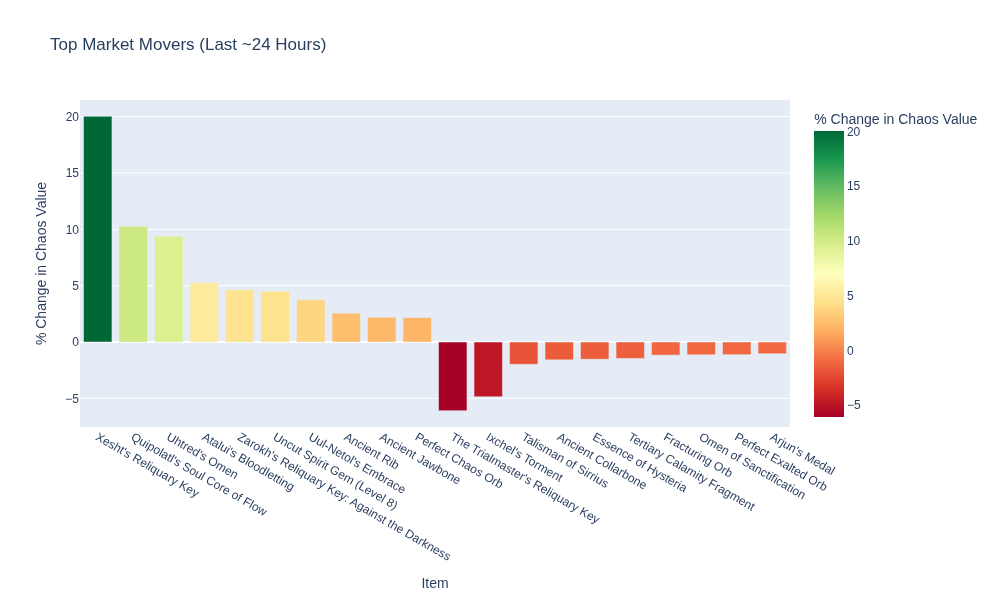 Top Market Movers (Last ~24 Hours)
% Change in Chaos Value
20
15
10
5
0
−5
% Change in Chaos Value
20
15
10
5
0
−5
Xesht's Reliquary Key
Quipolatl's Soul Core of Flow
Uhtred's Omen
Atalui's Bloodletting
Zarokh's Reliquary Key: Against the Darkness
Uncut Spirit Gem (Level 8)
Uul-Netol's Embrace
Ancient Rib
Ancient Jawbone
Perfect Chaos Orb
The Trialmaster's Reliquary Key
Ixchel's Torment
Talisman of Sirrius
Ancient Collarbone
Essence of Hysteria
Tertiary Calamity Fragment
Fracturing Orb
Omen of Sanctification
Perfect Exalted Orb
Arjun's Medal
Item